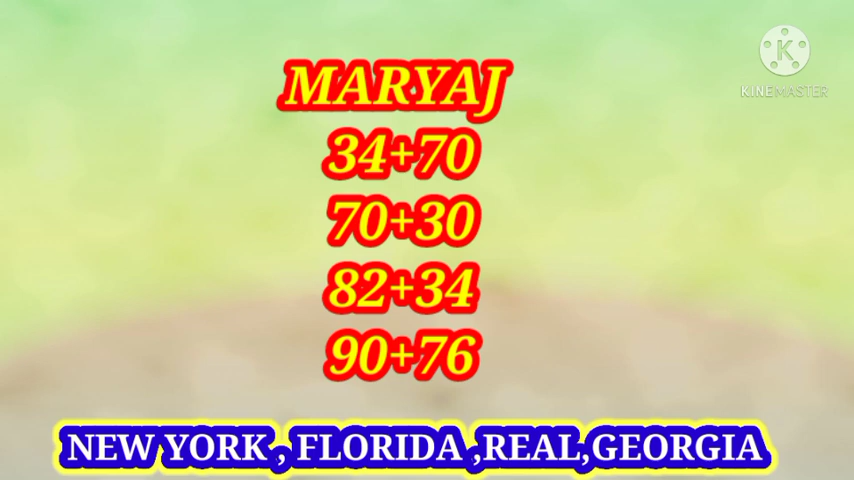 KINEMASTER
MARYAJ
34+70
70+30
82+34
90+76
NEW YORK , FLORIDA ,REAL,GEORGIA